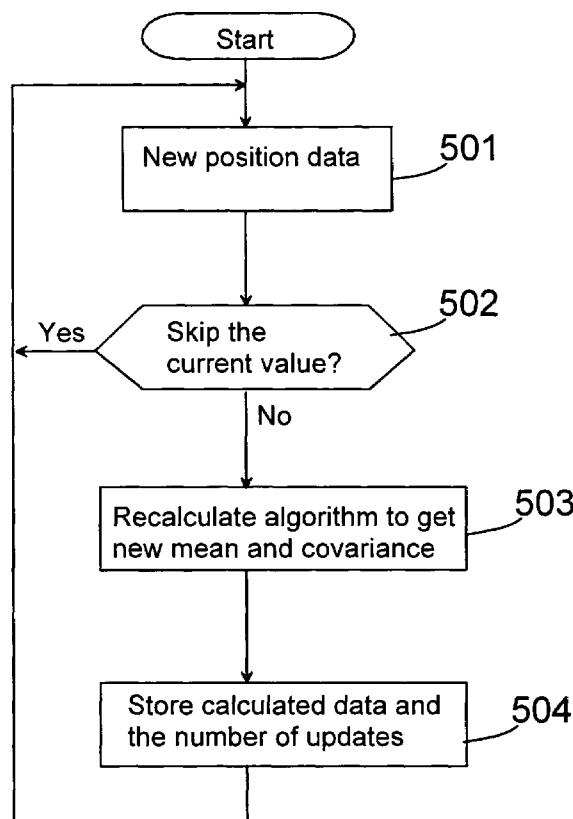 Start
New position data
501
502
Skip the
current value?
Yes
No
Recalculate algorithm to get
new mean and covariance
503
Store calculated data and
the number of updates
504